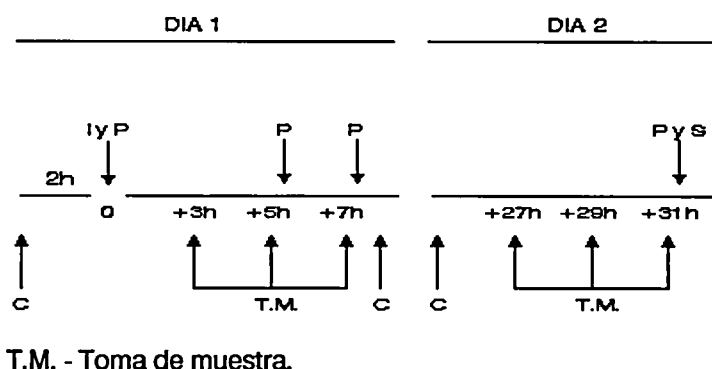 DIA 1 DIA 2
I y P P P P y S
2h
0 +3h +5h +7h +27h +29h +31h
C T.M. C C T.M.
T.M. - Toma de muestra.